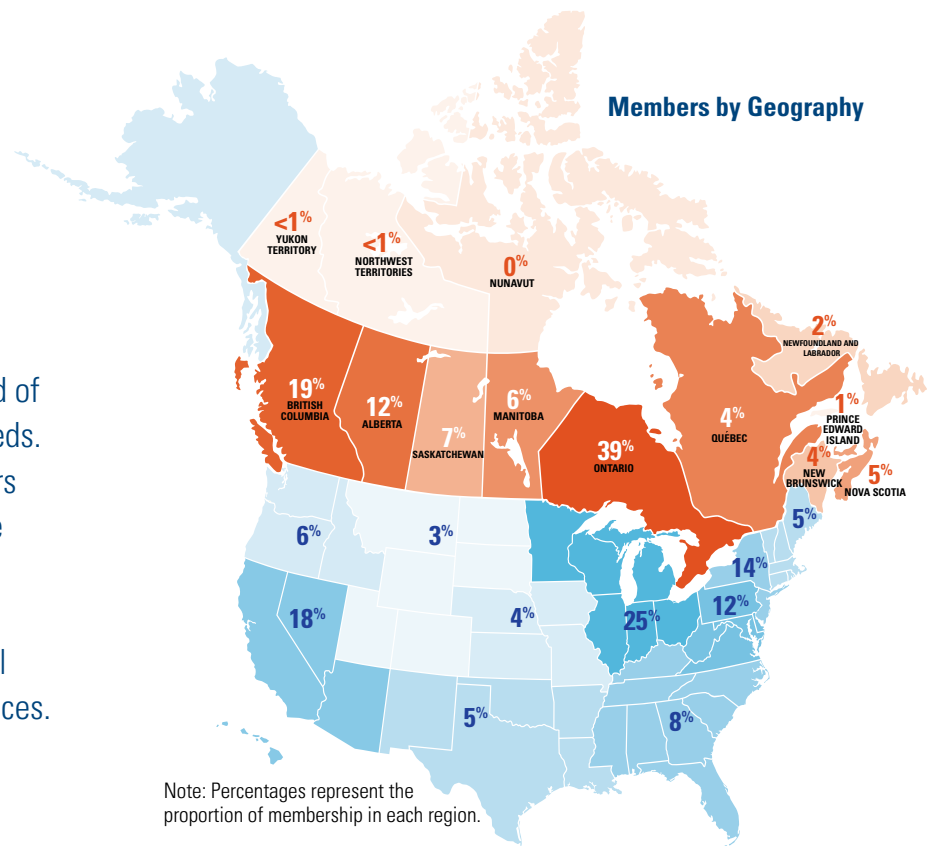 Members by Geography
<1%
YUKON
TERRITORY
<1%
NORTHWEST
TERRITORIES
0%
NUNAVUT
2%
NEWFOUNDLAND AND
LABRADOR
19%
BRITISH
COLUMBIA
12%
ALBERTA
7%
SASKATCHEWAN
6%
MANITOBA
39%
ONTARIO
4%
QUÉBEC
1%
PRINCE
EDWARD
ISLAND
4%
NEW
BRUNSWICK
5%
NOVA SCOTIA
d of
eds.
rs
e
l
ces.
6%
3%
5%
14%
18%
4%
25%
12%
5%
8%
Note: Percentages represent the
proportion of membership in each region.